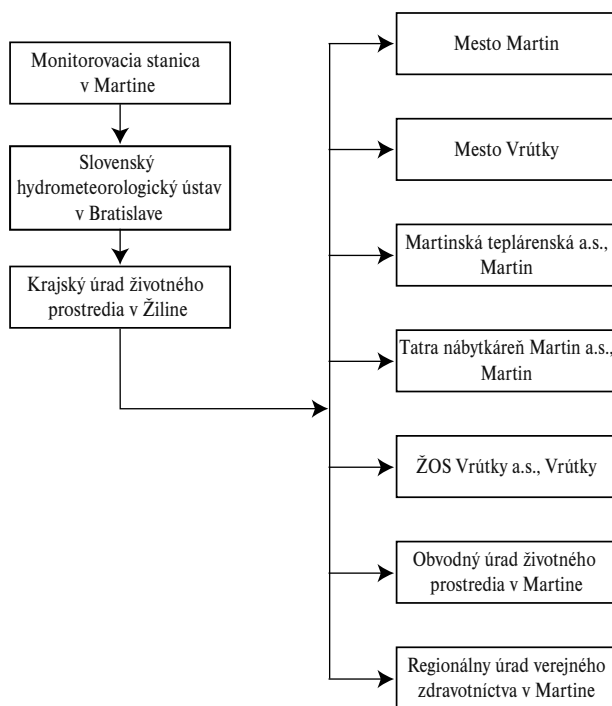 Monitorovacia stanica
v Martine
Slovenský
hydrometeorologický ústav
v Bratislave
Krajský úrad životného
prostredia v Žiline
Mesto Martin
Mesto Vrútky
Martinská teplárenská a.s.,
Martin
Tatra nábytkáreň Martin a.s.,
Martin
ŽOS Vrútky a.s., Vrútky
Obvodný úrad životného
prostredia v Martine
Regionálny úrad verejného
zdravotníctva v Martine